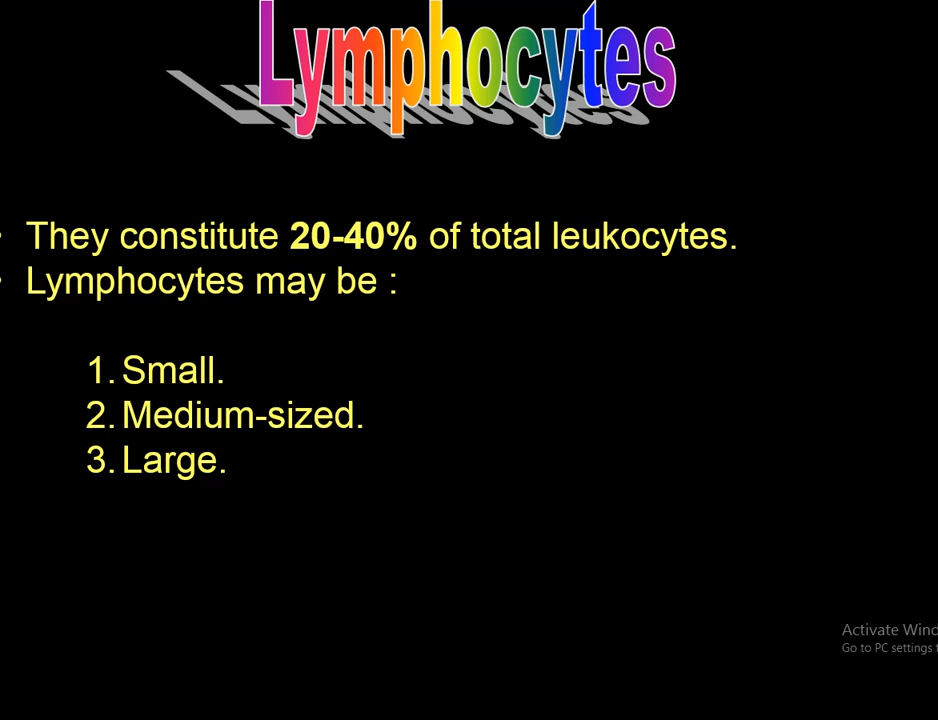 Lymphocytes
• They constitute 20-40% of total leukocytes.
• Lymphocytes may be :
1. Small.
2. Medium-sized.
3. Large.
Activate Wind
Go to PC settings